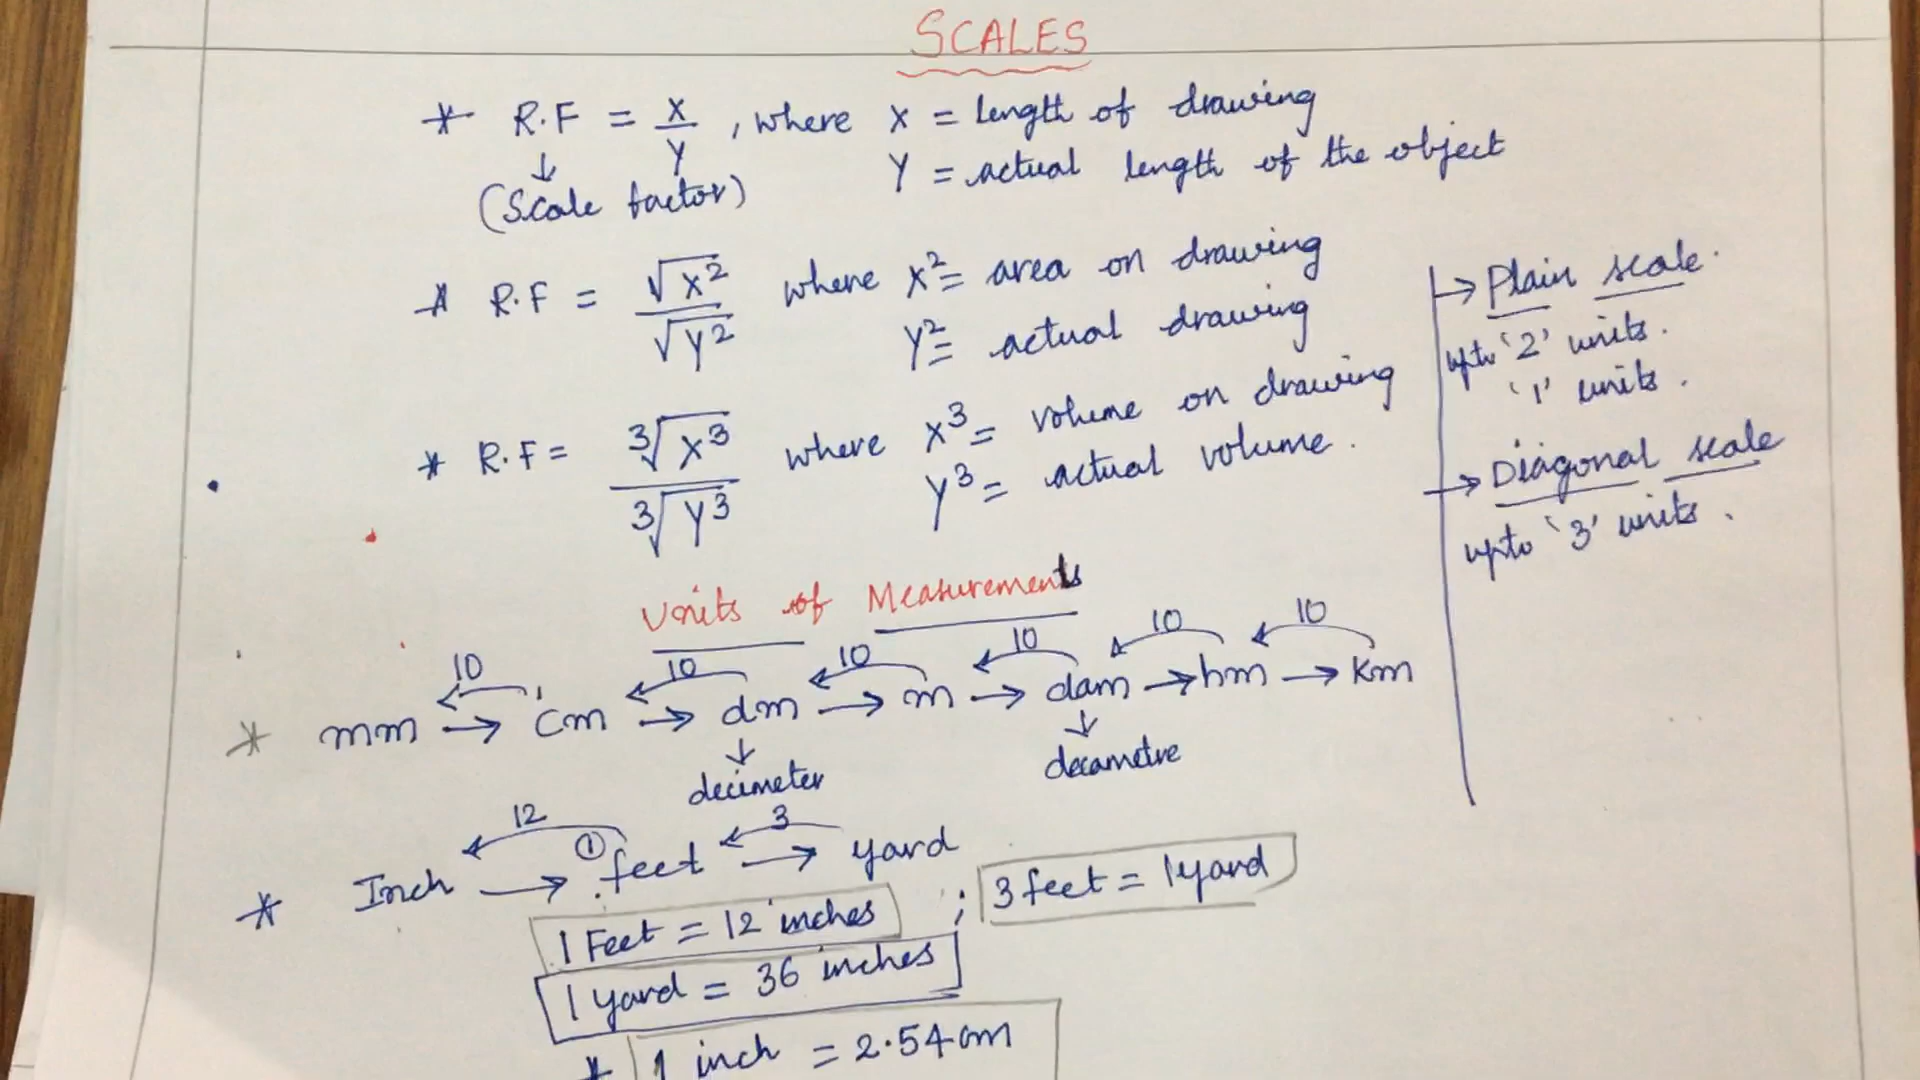 SCALES
* R.F = X/Y , where X = length of drawing
↓ Y = actual length of the object
(Scale factor)
* R.F = √X² / √Y² where X² = area on drawing
Y² = actual drawing
* R.F = ³√X³ / ³√Y³ where X³ = volume on drawing
Y³ = actual volume.
→ Plain scale.
upto '2' units.
'1' units.
→ Diagonal scale
upto '3' units.
Units of Measurements
10 10 10 10 10 10
* mm → cm → dm → m → dam → hm → km
↓ ↓
decimeter decametre
12 3
* Inch → ① feet → yard
1 Feet = 12 inches ; 3 feet = 1 yard
1 yard = 36 inches
* 1 inch = 2.54 cm